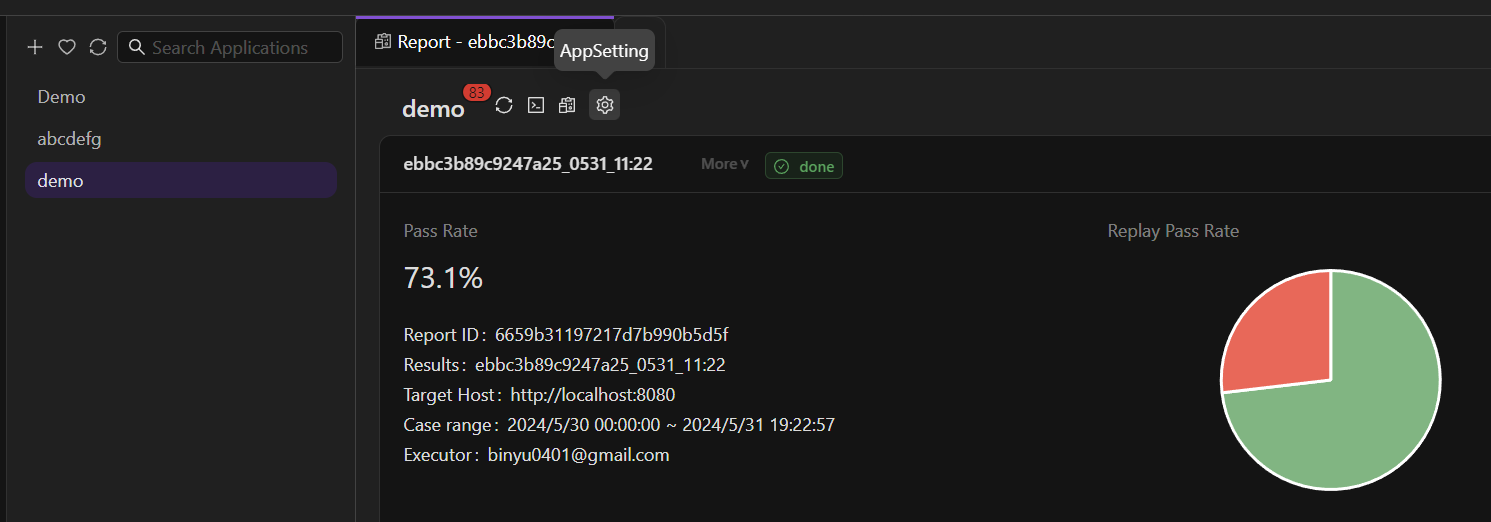 Search Applications
Demo
abcdefg
demo
Report - ebbc3b89c
AppSetting
demo
83
ebbc3b89c9247a25_0531_11:22
More
done
Pass Rate
73.1%
Report ID: 6659b31197217d7b990b5d5f
Results: ebbc3b89c9247a25_0531_11:22
Target Host: http://localhost:8080
Case range: 2024/5/30 00:00:00 ~ 2024/5/31 19:22:57
Executor: binyu0401@gmail.com
Replay Pass Rate